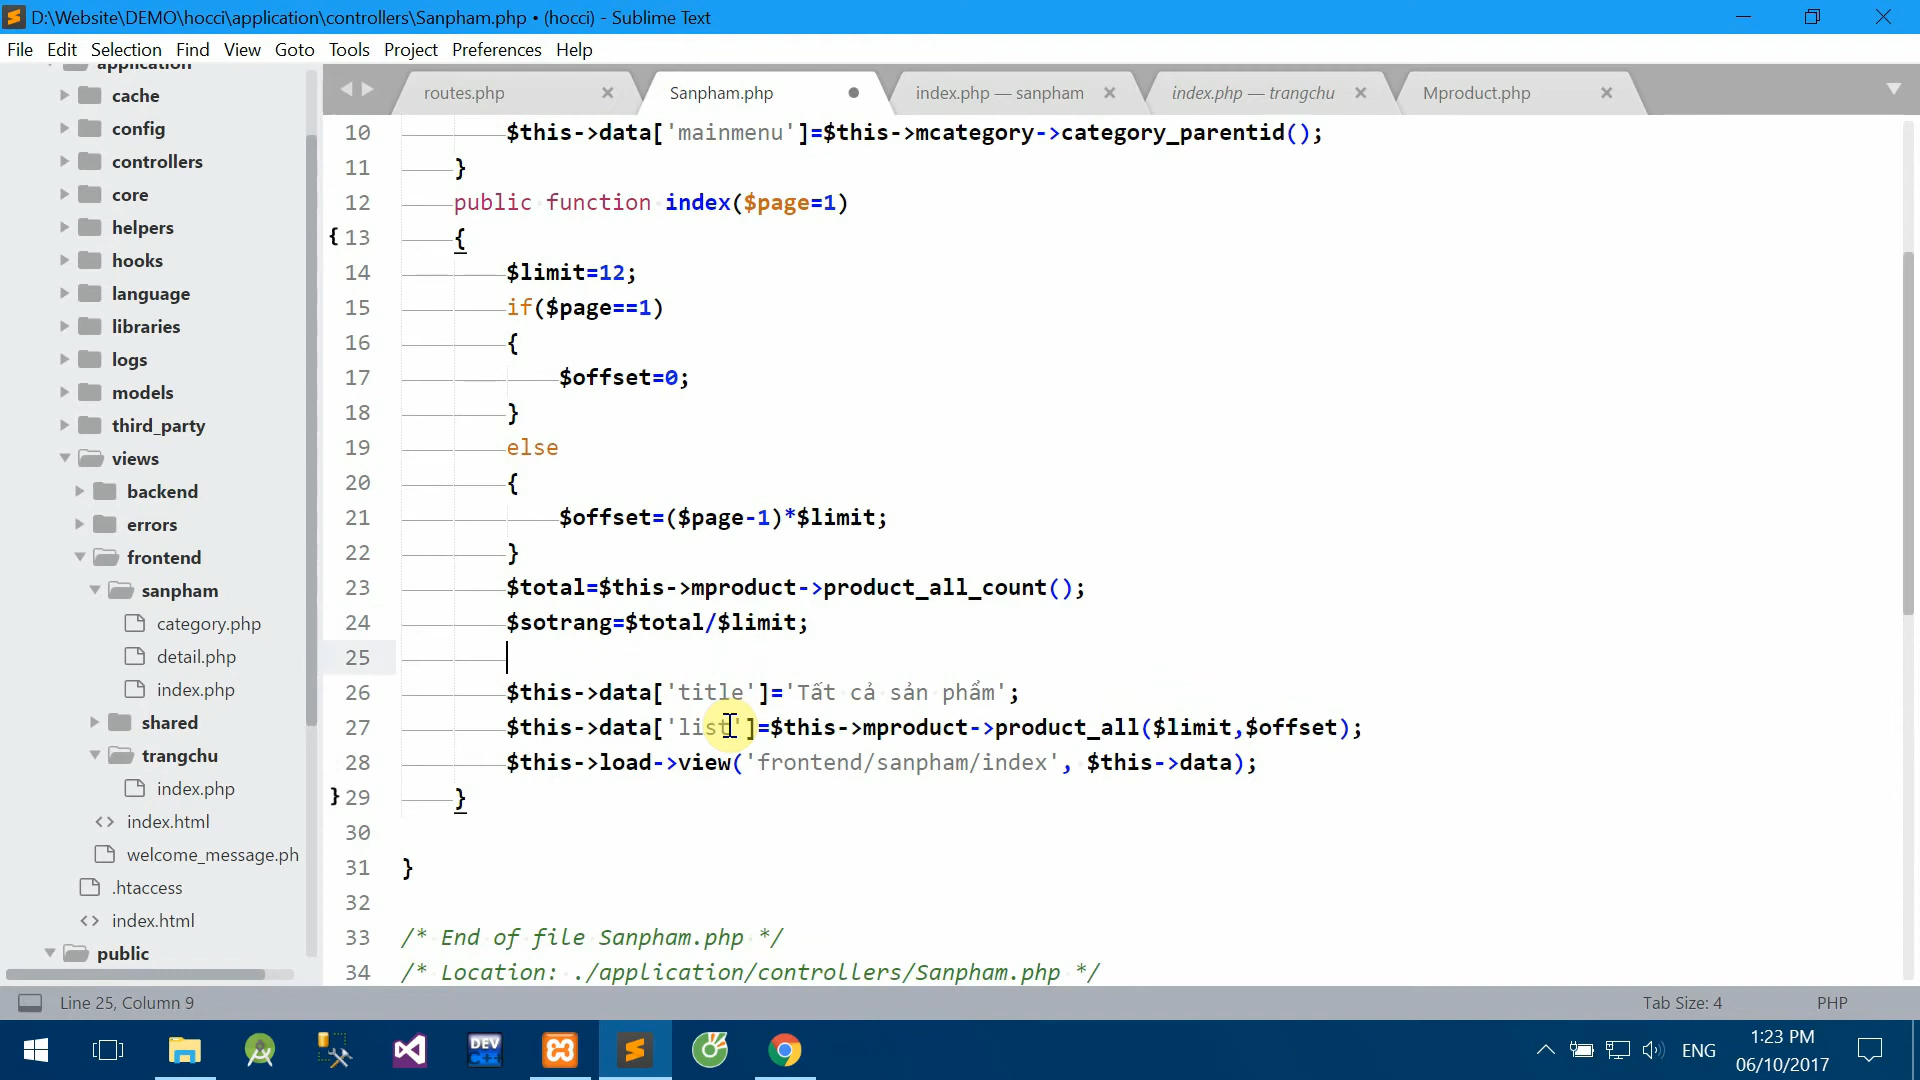 D:\Website\DEMO\hocci\application\controllers\Sanpham.php • (hocci) - Sublime Text
File Edit Selection Find View Goto Tools Project Preferences Help
application
cache
config
controllers
core
helpers
hooks
language
libraries
logs
models
third_party
views
backend
errors
frontend
sanpham
category.php
detail.php
index.php
shared
trangchu
index.php
index.html
welcome_message.ph
.htaccess
index.html
public
routes.php
Sanpham.php
index.php — sanpham
index.php — trangchu
Mproduct.php
10 $this->data['mainmenu']=$this->mcategory->category_parentid();
11 }
12 public function index($page=1)
13 {
14 $limit=12;
15 if($page==1)
16 {
17 $offset=0;
18 }
19 else
20 {
21 $offset=($page-1)*$limit;
22 }
23 $total=$this->mproduct->product_all_count();
24 $sotrang=$total/$limit;
25
26 $this->data['title']='Tất cả sản phẩm';
27 $this->data['list']=$this->mproduct->product_all($limit,$offset);
28 $this->load->view('frontend/sanpham/index', $this->data);
29 }
30
31 }
32
33 /* End of file Sanpham.php */
34 /* Location: ./application/controllers/Sanpham.php */
Line 25, Column 9
Tab Size: 4
PHP
DEV
C++
ENG
1:23 PM
06/10/2017